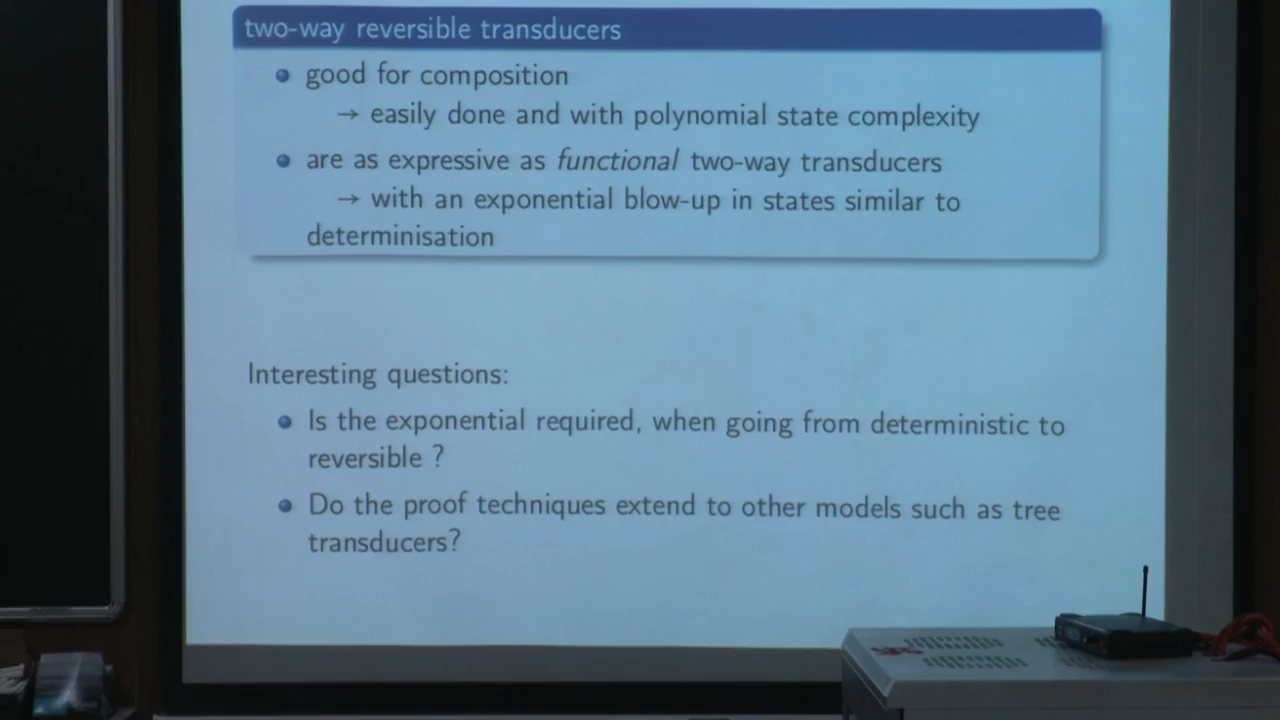 two-way reversible transducers
good for composition
→ easily done and with polynomial state complexity
are as expressive as functional two-way transducers
→ with an exponential blow-up in states similar to
determinisation
Interesting questions:
Is the exponential required, when going from deterministic to
reversible ?
Do the proof techniques extend to other models such as tree
transducers?